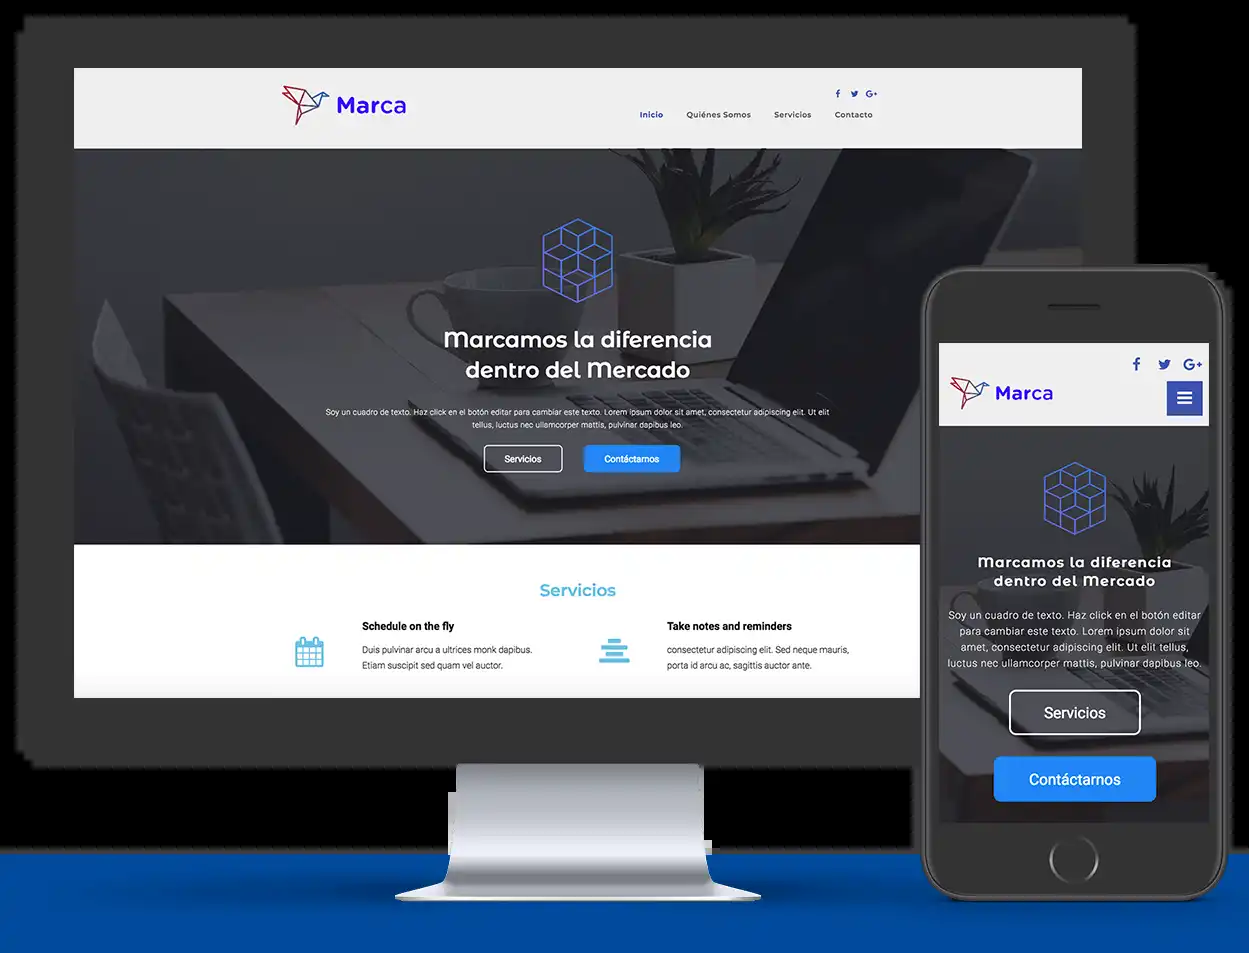 Marca
G+
Inicio Quiénes Somos Servicios Contacto
Marcamos la diferencia
dentro del Mercado
Soy un cuadro de texto. Haz click en el botón editar para cambiar este texto. Lorem ipsum dolor sit amet, consectetur adipiscing elit. Ut elit
tellus, luctus nec ullamcorper mattis, pulvinar dapibus leo.
Servicios Contáctarnos
Servicios
Schedule on the fly
Duis pulvinar arcu a ultrices monk dapibus.
Etiam suscipit sed quam vel auctor.
Take notes and reminders
consectetur adipiscing elit. Sed neque mauris,
porta id arcu ac, sagittis auctor ante.
G+
Marca
Marcamos la diferencia
dentro del Mercado
Soy un cuadro de texto. Haz click en el botón editar
para cambiar este texto. Lorem ipsum dolor sit
amet, consectetur adipiscing elit. Ut elit tellus,
luctus nec ullamcorper mattis, pulvinar dapibus leo.
Servicios
Contáctarnos